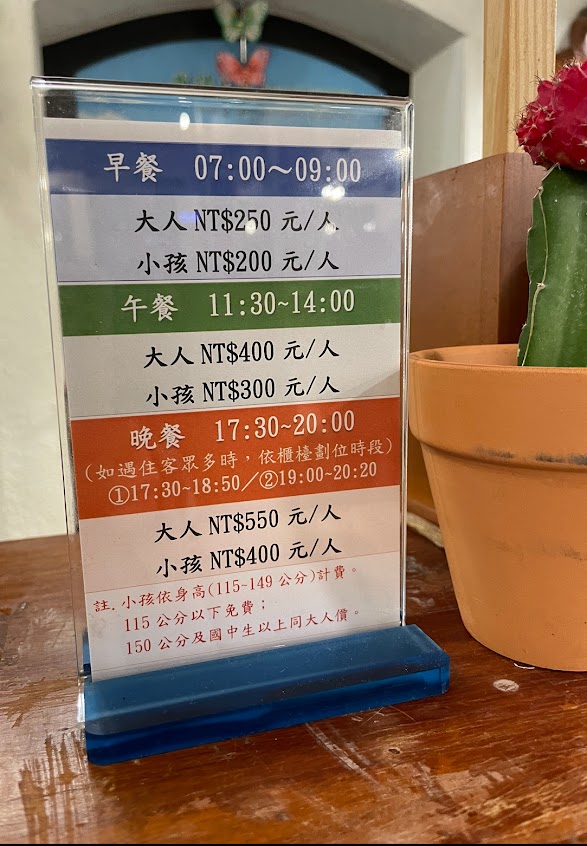 早餐 07:00～09:00
大人 NT$250 元/人
小孩 NT$200 元/人
午餐 11:30~14:00
大人 NT$400 元/人
小孩 NT$300 元/人
晚餐 17:30~20:00
(如遇住客眾多時，依櫃檯劃位時段)
①17:30~18:50／②19:00~20:20
大人 NT$550 元/人
小孩 NT$400 元/人
註. 小孩依身高(115~149 公分)計費。
115 公分以下免費；
150 公分及國中生以上同大人價。